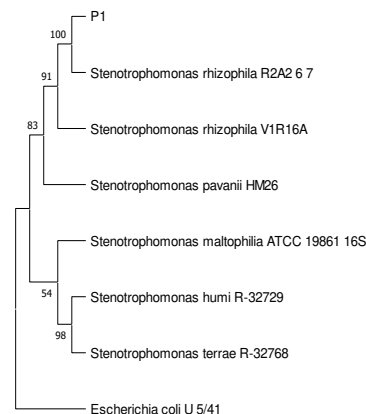 P1
100
Stenotrophomonas rhizophila R2A2 6 7
91
Stenotrophomonas rhizophila V1R16A
83
Stenotrophomonas pavanii HM26
Stenotrophomonas maltophilia ATCC 19861 16S
54
Stenotrophomonas humi R-32729
98
Stenotrophomonas terrae R-32768
Escherichia coli U 5/41